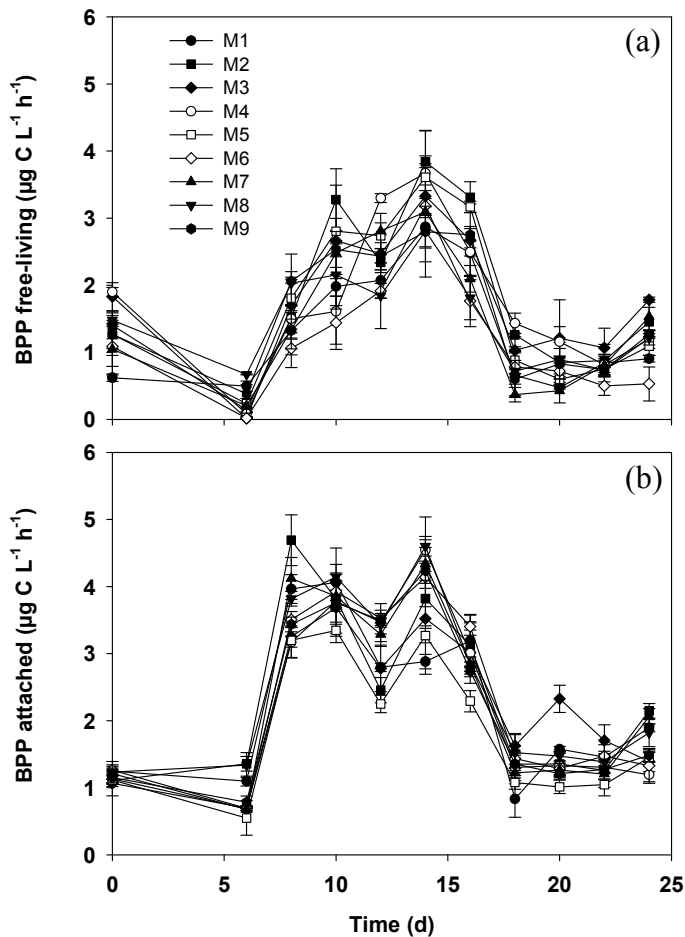 6
(a)
M1
M2
M3
M4
M5
M6
M7
M8
M9
5
4
3
2
1
0
BPP free-living (µg C L⁻¹ h⁻¹)
6
(b)
5
4
3
2
1
0
BPP attached (µg C L⁻¹ h⁻¹)
0 5 10 15 20 25
Time (d)